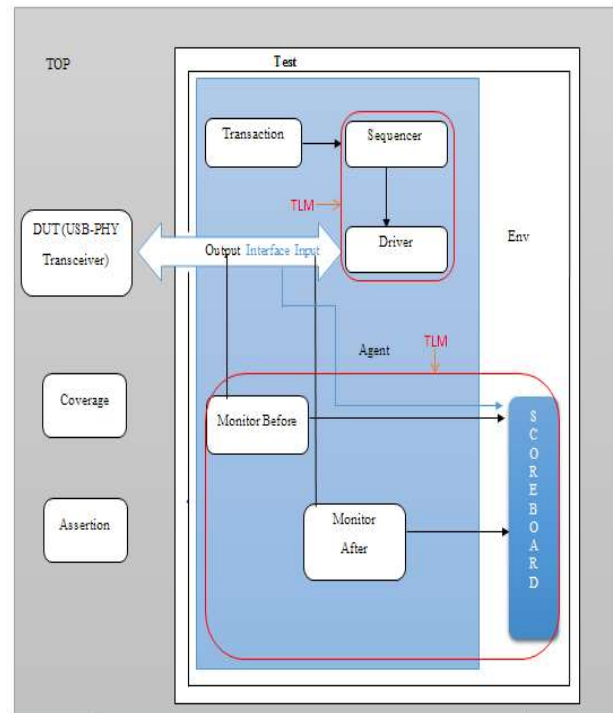 TOP
Test
Transaction
Sequencer
TLM
DUT (USB-PHY
Transceiver)
Output Interface Input
Driver
Env
Agent
TLM
Coverage
Monitor Before
SCOREBOARD
Assertion
Monitor
After